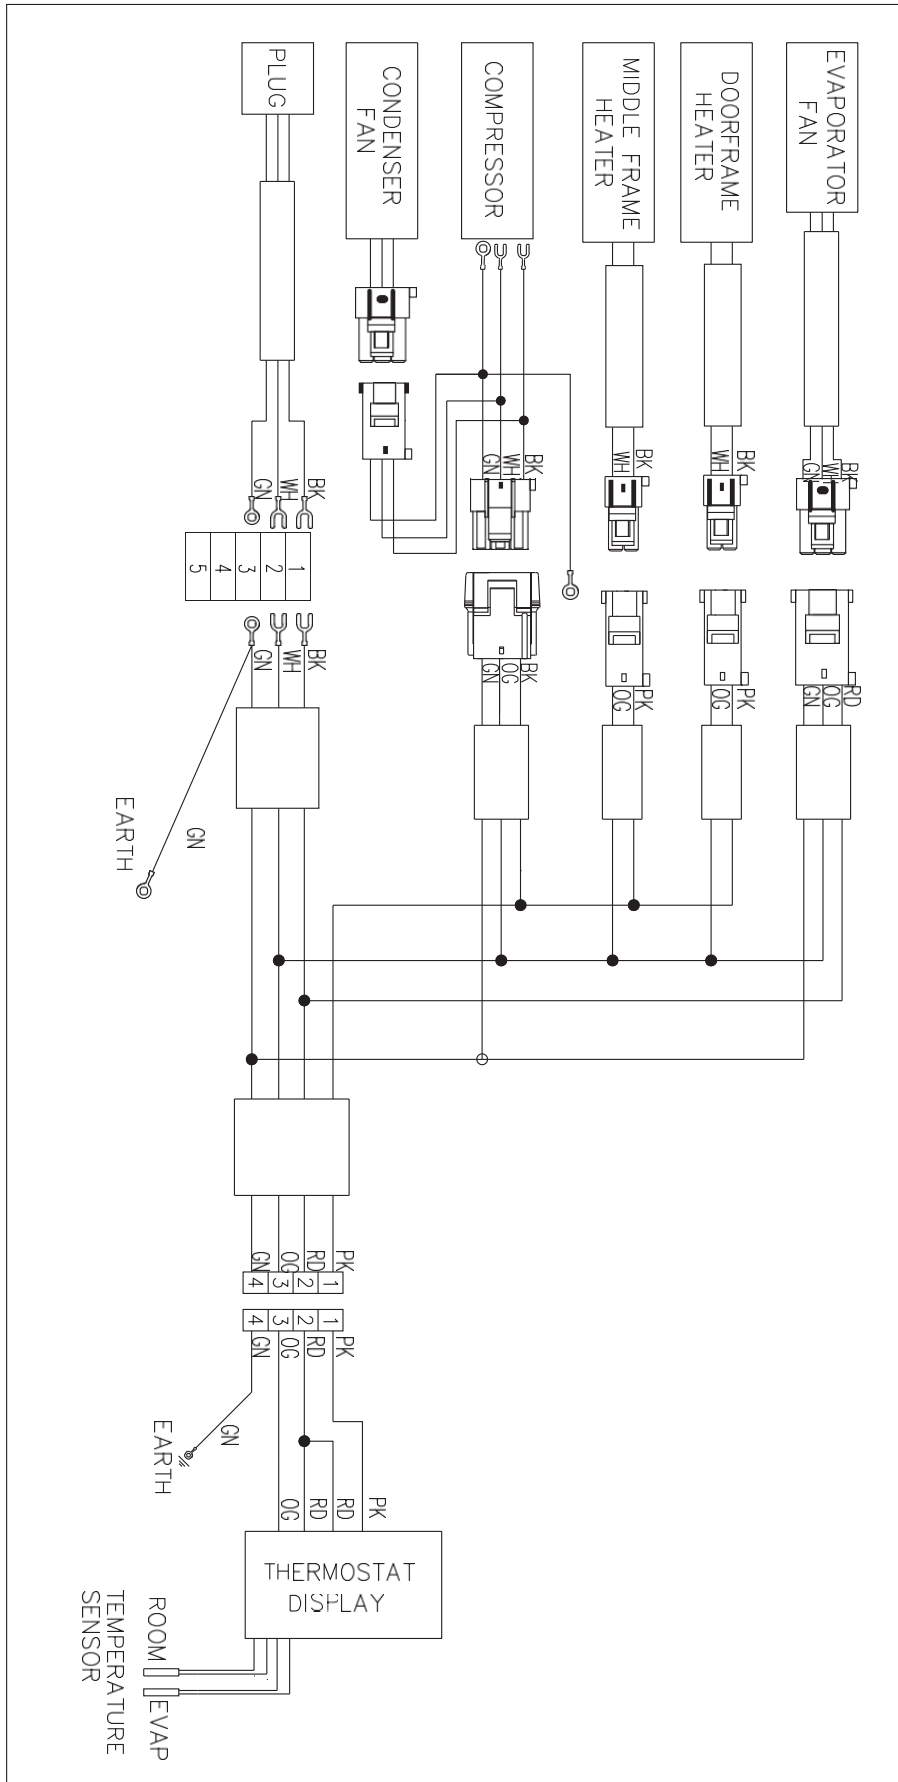 PLUG
CONDENSER
FAN
COMPRESSOR
MIDDLE FRAME
HEATER
DOORFRAME
HEATER
EVAPORATOR
FAN
GN WH BK
GN WH BK
WH BK
WH BK
GN WH BK
5 4 3 2 1
GN WH BK
GN OG BK
OG PK
OG PK
GN OG RD
EARTH
GN
GN OG RD PK
4 3 2 1
4 3 2 1
GN OG RD PK
EARTH
GN
OG RD RD PK
THERMOSTAT
DISPLAY
ROOM
EVAP
TEMPERATURE
SENSOR